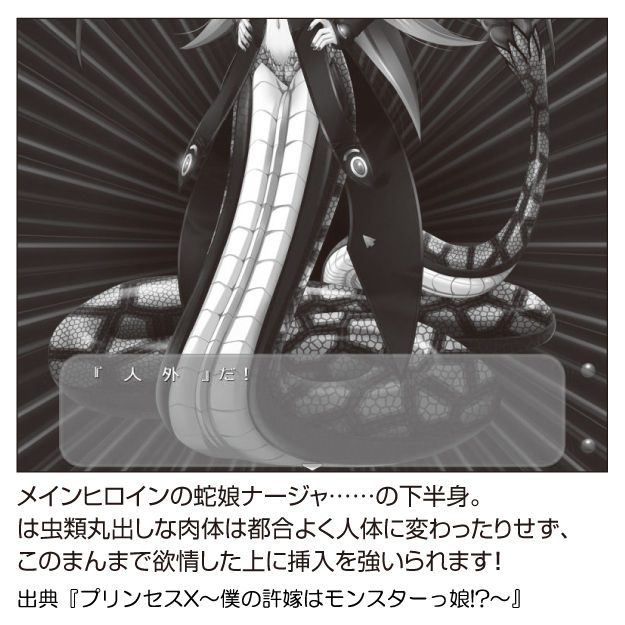 『　人　外　』だ！
メインヒロインの蛇娘ナージャ……の下半身。
は虫類丸出しな肉体は都合よく人体に変わったりせず、
このまんまで欲情した上に挿入を強いられます！
出典『プリンセスX〜僕の許嫁はモンスターっ娘!?〜』